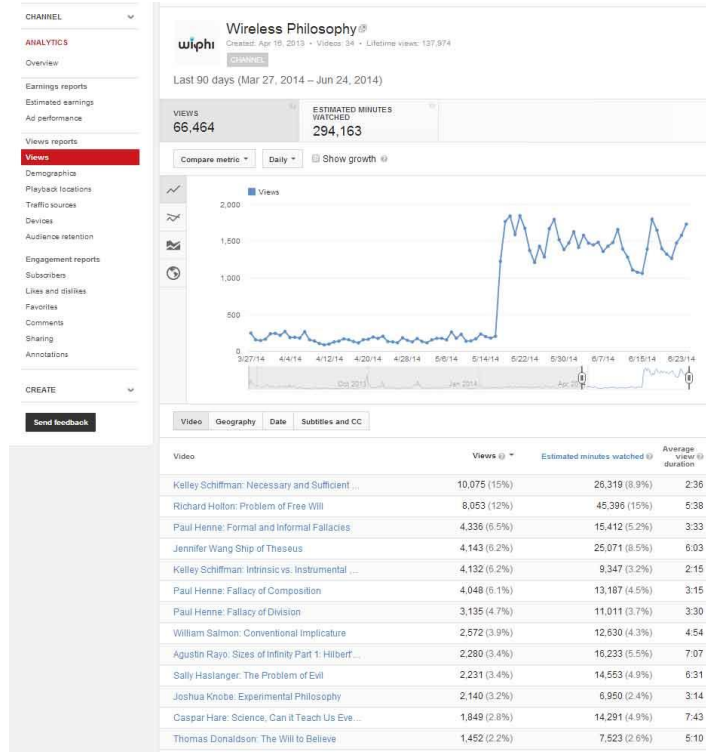 CHANNEL
ANALYTICS
Overview
Earnings reports
Estimated earnings
Ad performance
Views reports
Views
Demographics
Playback locations
Traffic sources
Devices
Audience retention
Engagement reports
Subscribers
Likes and dislikes
Favorites
Comments
Sharing
Annotations
CREATE
Send feedback
wiphi
Wireless Philosophy
Created: Apr 16, 2013 • Videos: 34 • Lifetime views: 137,974
CHANNEL
Last 90 days (Mar 27, 2014 – Jun 24, 2014)
VIEWS
66,464
ESTIMATED MINUTES
WATCHED
294,163
Compare metric Daily Show growth
Views
2,000
1,500
1,000
500
0
3/27/14 4/4/14 4/12/14 4/20/14 4/28/14 5/6/14 5/14/14 5/22/14 5/30/14 6/7/14 6/15/14 6/23/14
Oct 2013 Jan 2014 Apr
Video Geography Date Subtitles and CC
Video Views Estimated minutes watched Average view duration
Kelley Schiffman: Necessary and Sufficient ... 10,075 (15%) 26,319 (8.9%) 2:36
Richard Holton: Problem of Free Will 8,053 (12%) 45,396 (15%) 5:38
Paul Henne: Formal and Informal Fallacies 4,336 (6.5%) 15,412 (5.2%) 3:33
Jennifer Wang Ship of Theseus 4,143 (6.2%) 25,071 (8.5%) 6:03
Kelley Schiffman: Intrinsic vs. Instrumental ... 4,132 (6.2%) 9,347 (3.2%) 2:15
Paul Henne: Fallacy of Composition 4,048 (6.1%) 13,187 (4.5%) 3:15
Paul Henne: Fallacy of Division 3,135 (4.7%) 11,011 (3.7%) 3:30
William Salmon: Conventional Implicature 2,572 (3.9%) 12,630 (4.3%) 4:54
Agustin Rayo: Sizes of Infinity Part 1: Hilbert'... 2,280 (3.4%) 16,233 (5.5%) 7:07
Sally Haslanger: The Problem of Evil 2,231 (3.4%) 14,553 (4.9%) 6:31
Joshua Knobe: Experimental Philosophy 2,140 (3.2%) 6,950 (2.4%) 3:14
Caspar Hare: Science, Can it Teach Us Eve... 1,849 (2.8%) 14,291 (4.9%) 7:43
Thomas Donaldson: The Will to Believe 1,452 (2.2%) 7,523 (2.6%) 5:10